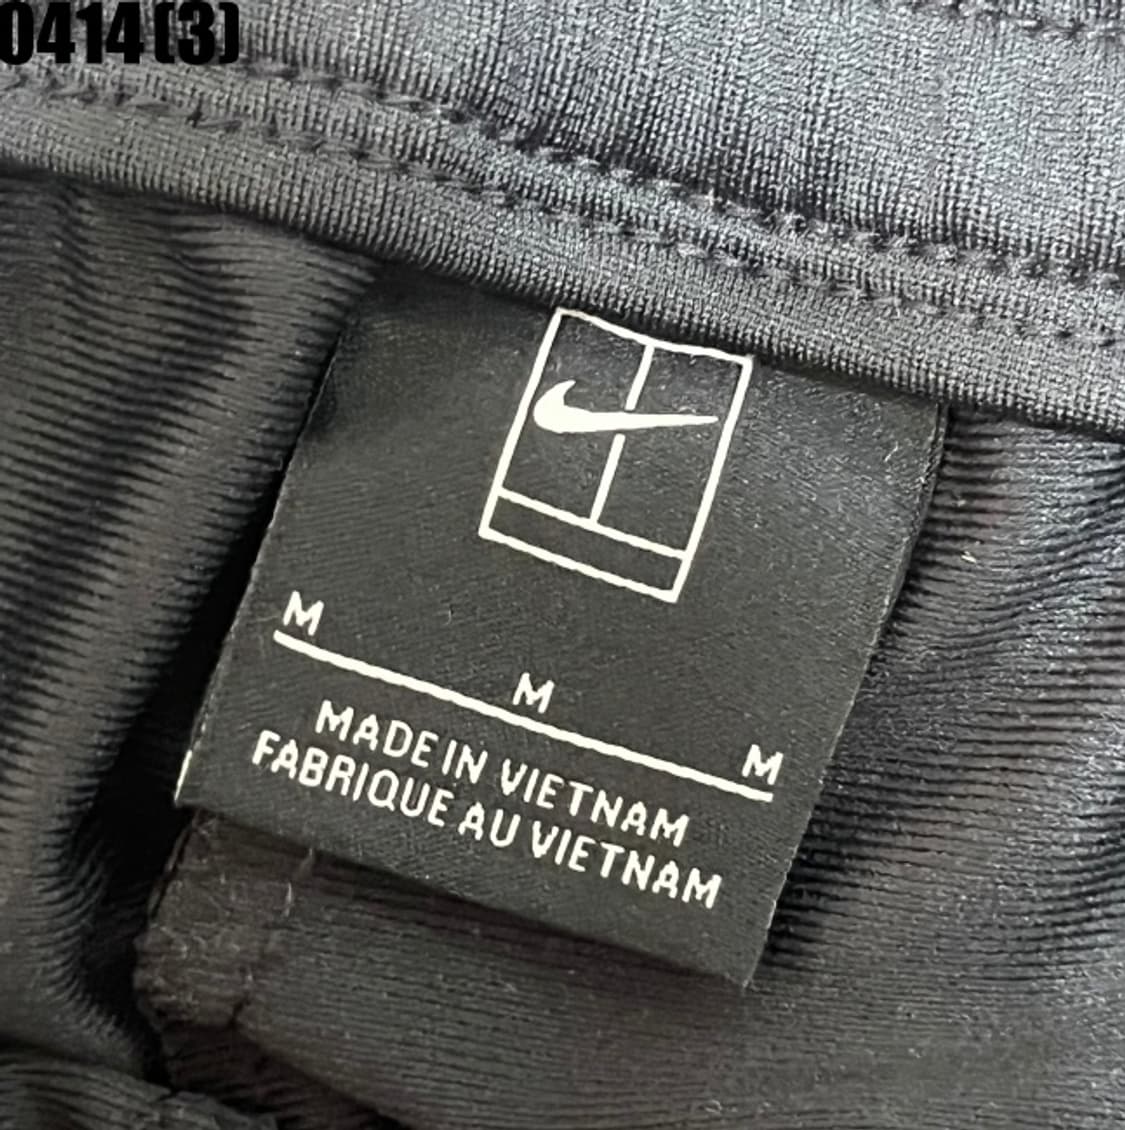 0414(3)
M
M
M
MADE IN VIETNAM
FABRIQUE AU VIETNAM